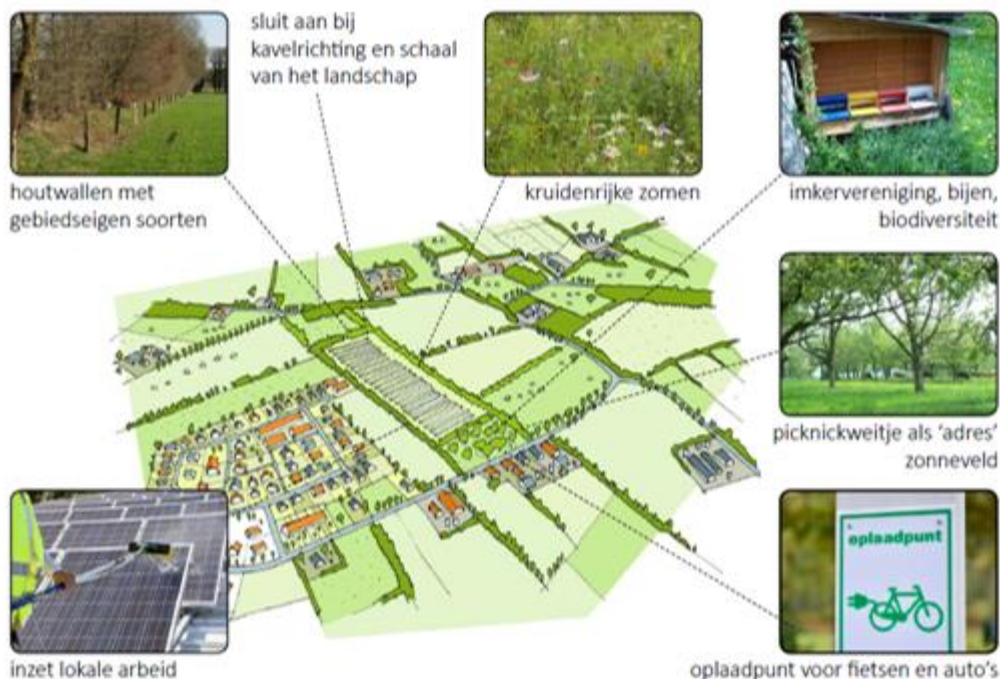 sluit aan bij
kavelrichting en schaal
van het landschap
houtwallen met
gebiedseigen soorten
kruidenrijke zomen
imkervereniging, bijen,
biodiversiteit
picknickweitje als ‘adres’
zonneveld
oplaadpunt
inzet lokale arbeid
oplaadpunt voor fietsen en auto’s